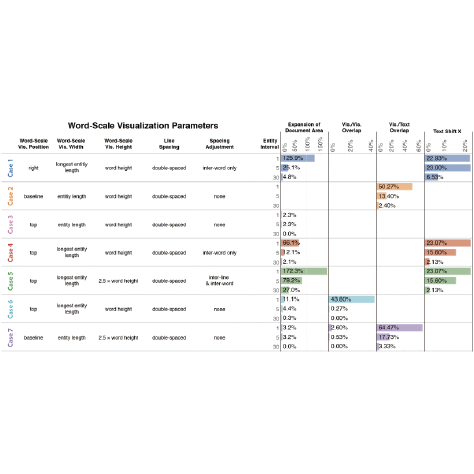 Word-Scale Visualization Parameters
Expansion of Document Area
Vis./Vis. Overlap
Vis./Text Overlap
Text Shift X
Word-Scale Vis. Position
Word-Scale Vis. Width
Word-Scale Vis. Height
Line Spacing
Spacing Adjustment
Entity Interval
0% 50% 100% 150%
0% 20% 40%
0% 20% 40% 60%
0% 10% 20%
Case 1
right
longest entity length
word height
double-spaced
inter-word only
1 125.9% 22.93%
5 25.1% 23.00%
30 4.8% 6.53%
Case 2
baseline
entity length
word height
double-spaced
none
1 50.27%
5 13.40%
30 2.40%
Case 3
top
entity length
word height
double-spaced
none
1 2.3%
5 2.3%
30 0.0%
Case 4
top
longest entity length
word height
double-spaced
inter-word only
1 66.1% 23.07%
5 12.1% 15.60%
30 2.1% 2.13%
Case 5
top
longest entity length
2.5 × word height
double-spaced
inter-line & inter-word
1 172.3% 23.07%
5 78.2% 15.60%
30 27.0% 2.13%
Case 6
top
longest entity length
word height
double-spaced
none
1 11.1% 43.80%
5 4.4% 0.27%
30 0.3% 0.00%
Case 7
baseline
entity length
2.5 × word height
double-spaced
none
1 3.2% 2.60% 64.47%
5 3.2% 0.53% 17.73%
30 0.0% 0.00% 3.33%